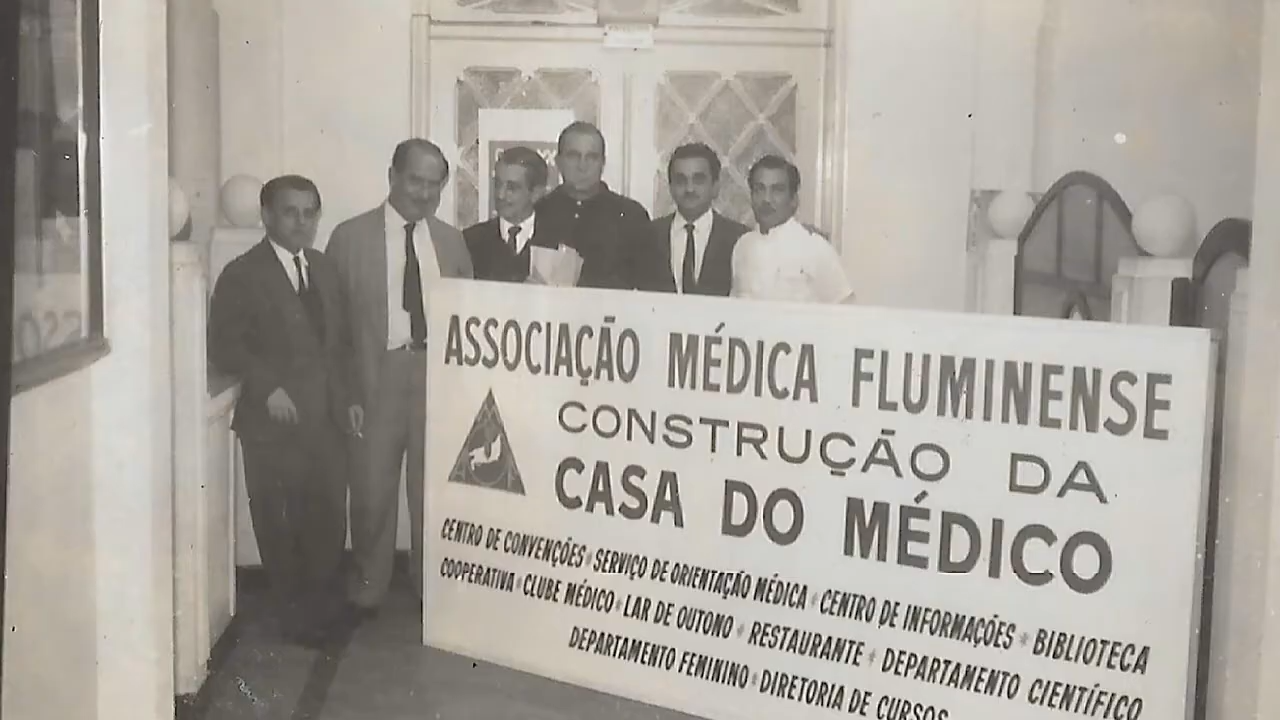 ASSOCIAÇÃO MÉDICA FLUMINENSE
CONSTRUÇÃO DA
CASA DO MÉDICO
CENTRO DE CONVENÇÕES + SERVIÇO DE ORIENTAÇÃO MÉDICA + CENTRO DE INFORMAÇÕES + BIBLIOTECA
COOPERATIVA + CLUBE MÉDICO + LAR DE OUTONO + RESTAURANTE + DEPARTAMENTO CIENTÍFICO
DEPARTAMENTO FEMININO + DIRETORIA DE CURSOS